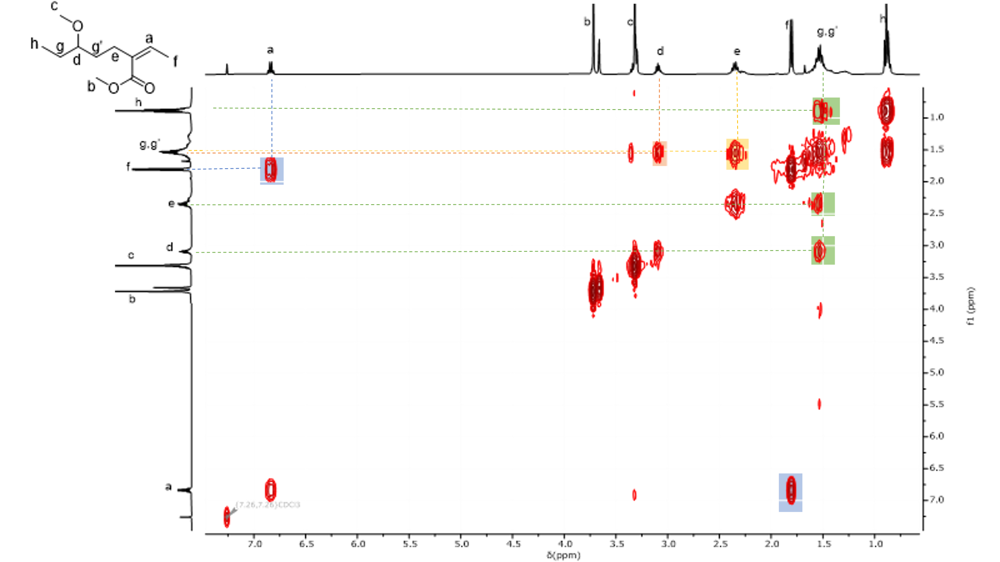 c
O
h g g' a
d e f
b O O
b c f g,g' h
a d e
h
g,g'
f
e
d
c
b
a
(7.26,7.26)CDCl3
1.0
1.5
2.0
2.5
3.0
3.5
4.0
4.5
5.0
5.5
6.0
6.5
7.0
f1 (ppm)
7.0 6.5 6.0 5.5 5.0 4.5 4.0 3.5 3.0 2.5 2.0 1.5 1.0
δ(ppm)